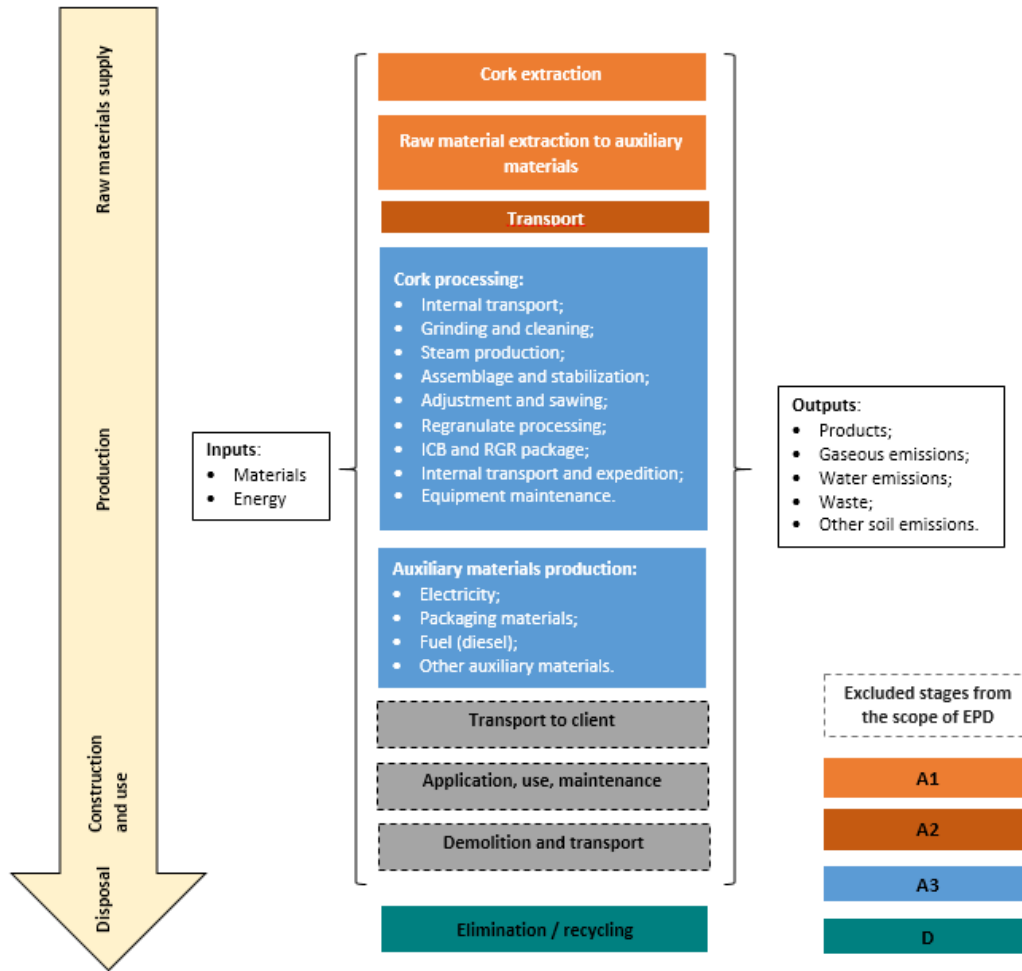 Raw materials supply
Production
Construction
and use
Disposal
Inputs:
• Materials
• Energy
Cork extraction
Raw material extraction to auxiliary
materials
Transport
Cork processing:
• Internal transport;
• Grinding and cleaning;
• Steam production;
• Assemblage and stabilization;
• Adjustment and sawing;
• Regranulate processing;
• ICB and RGR package;
• Internal transport and expedition;
• Equipment maintenance.
Auxiliary materials production:
• Electricity;
• Packaging materials;
• Fuel (diesel);
• Other auxiliary materials.
Transport to client
Application, use, maintenance
Demolition and transport
Elimination / recycling
Outputs:
• Products;
• Gaseous emissions;
• Water emissions;
• Waste;
• Other soil emissions.
Excluded stages from
the scope of EPD
A1
A2
A3
D